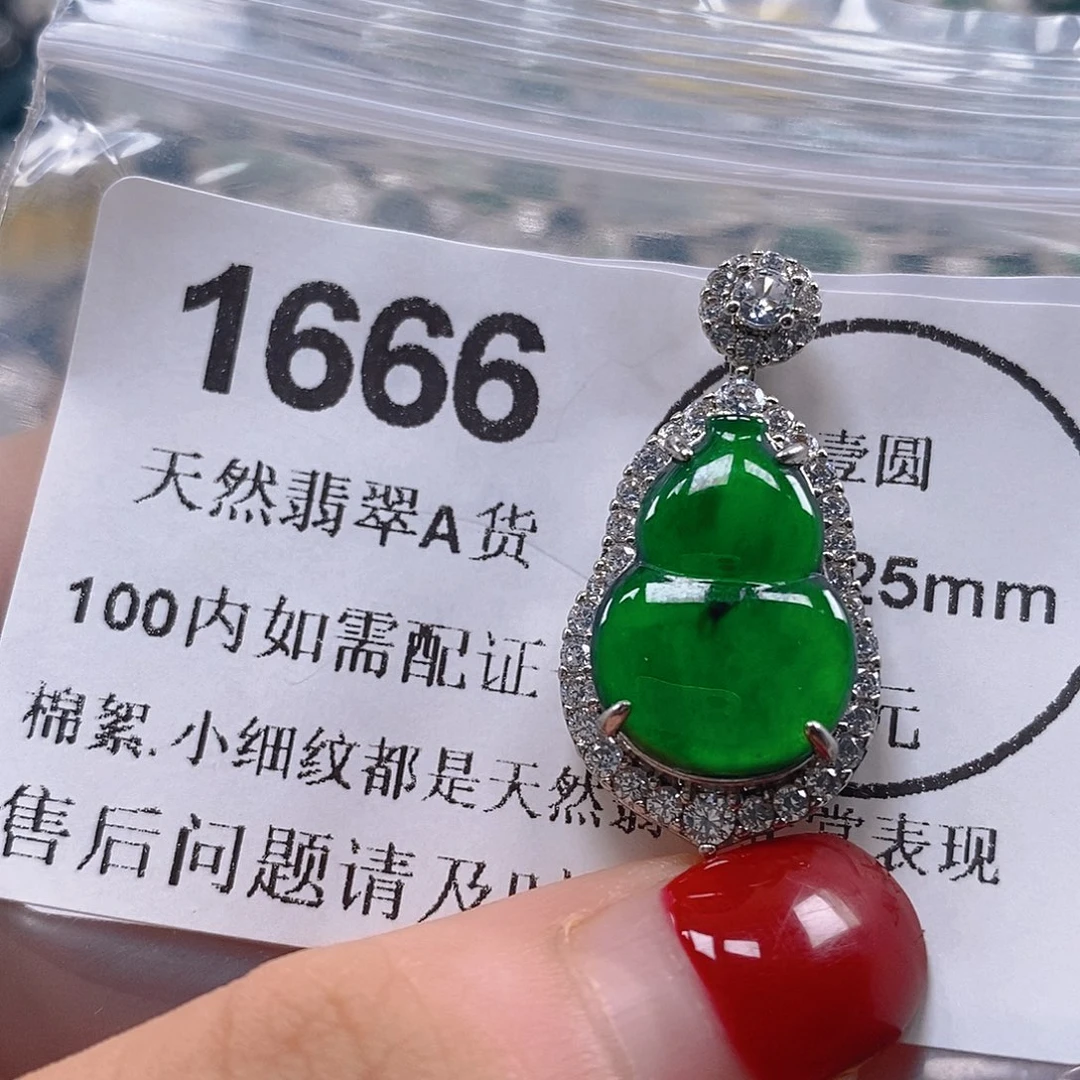 1666
天然翡翠A货
壹圆
25mm
100内如需配证
元
棉絮.小细纹都是天然
表现
售后问题请及